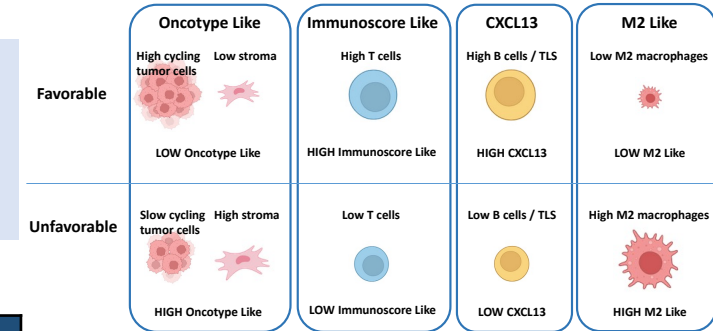 Oncotype Like
Immunoscore Like
CXCL13
M2 Like
Favorable
High cycling
tumor cells
Low stroma
High T cells
High B cells / TLS
Low M2 macrophages
LOW Oncotype Like
HIGH Immunoscore Like
HIGH CXCL13
LOW M2 Like
Unfavorable
Slow cycling
tumor cells
High stroma
Low T cells
Low B cells / TLS
High M2 macrophages
HIGH Oncotype Like
LOW Immunoscore Like
LOW CXCL13
HIGH M2 Like